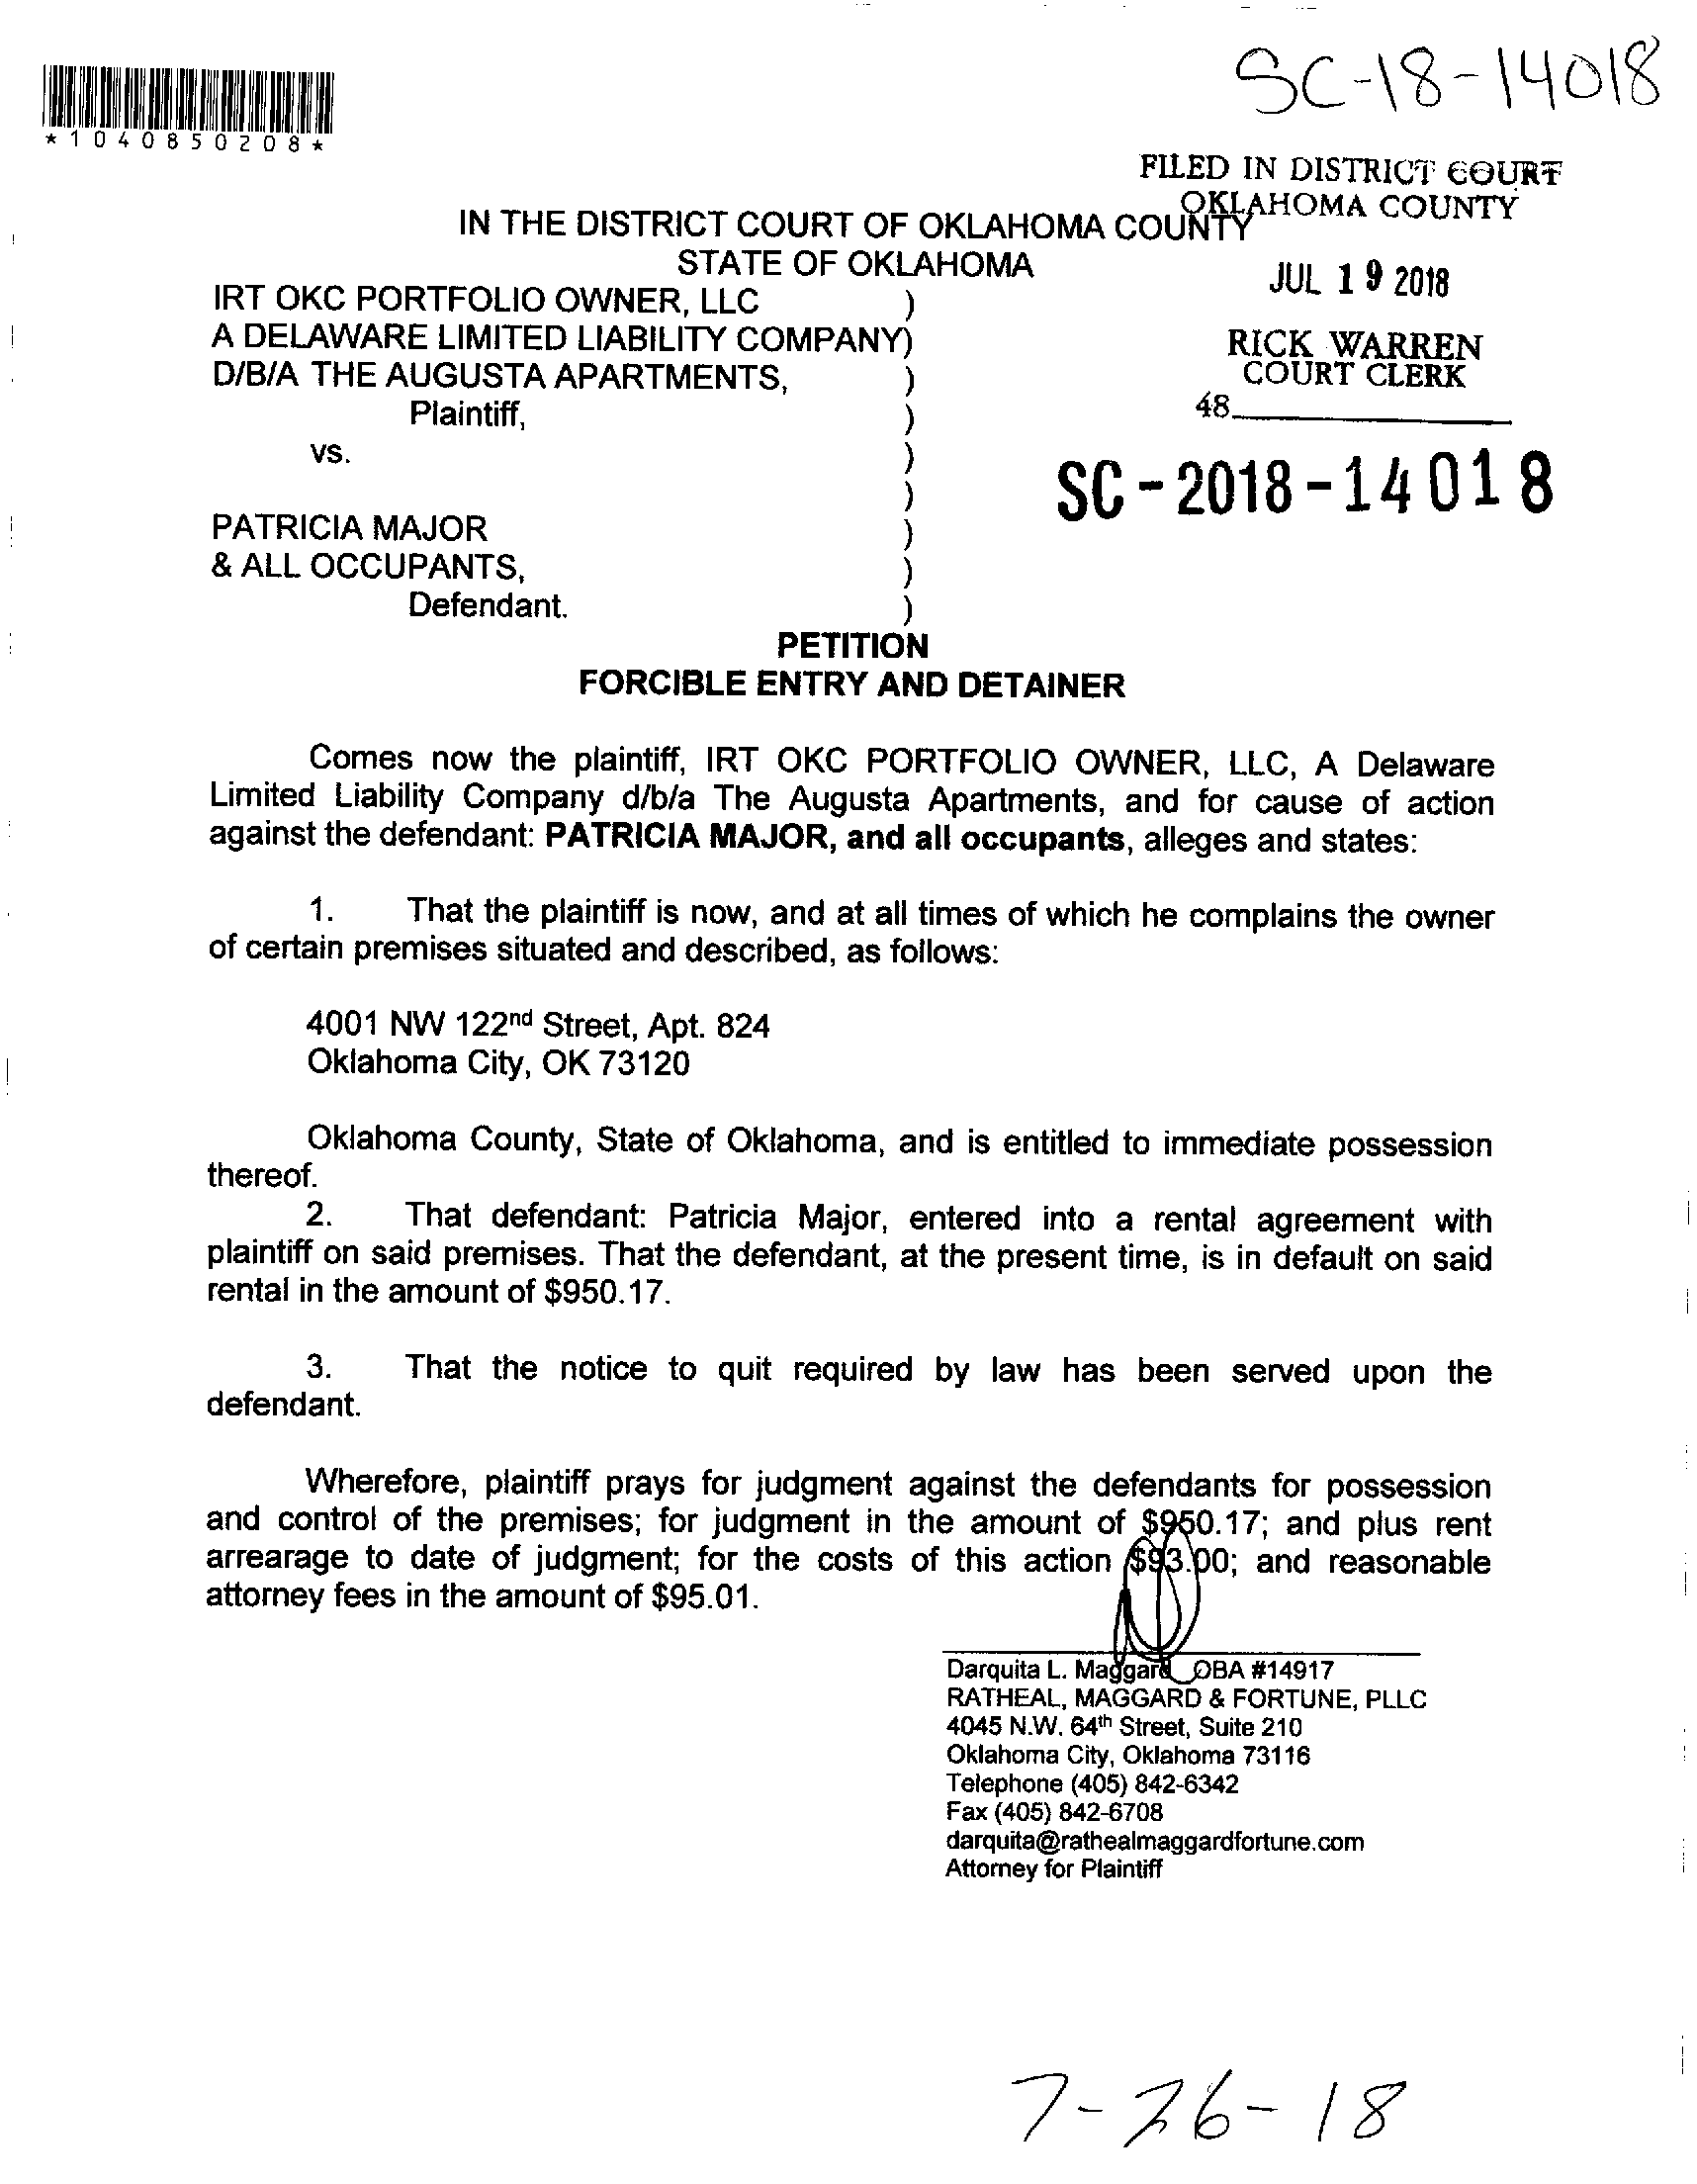 SC-18-14018
*1040850208*
FILED IN DISTRICT COURT
OKLAHOMA COUNTY
IN THE DISTRICT COURT OF OKLAHOMA COUNTY
STATE OF OKLAHOMA
JUL 19 2018
IRT OKC PORTFOLIO OWNER, LLC )
A DELAWARE LIMITED LIABILITY COMPANY)
RICK WARREN
D/B/A THE AUGUSTA APARTMENTS, )
COURT CLERK
Plaintiff, )
48
vs. )
)
SC-2018-14018
PATRICIA MAJOR )
& ALL OCCUPANTS, )
Defendant. )
PETITION
FORCIBLE ENTRY AND DETAINER
Comes now the plaintiff, IRT OKC PORTFOLIO OWNER, LLC, A Delaware
Limited Liability Company d/b/a The Augusta Apartments, and for cause of action
against the defendant: PATRICIA MAJOR, and all occupants, alleges and states:
1. That the plaintiff is now, and at all times of which he complains the owner
of certain premises situated and described, as follows:
4001 NW 122nd Street, Apt. 824
Oklahoma City, OK 73120
Oklahoma County, State of Oklahoma, and is entitled to immediate possession
thereof.
2. That defendant: Patricia Major, entered into a rental agreement with
plaintiff on said premises. That the defendant, at the present time, is in default on said
rental in the amount of $950.17.
3. That the notice to quit required by law has been served upon the
defendant.
Wherefore, plaintiff prays for judgment against the defendants for possession
and control of the premises; for judgment in the amount of $950.17; and plus rent
arrearage to date of judgment; for the costs of this action $93.00; and reasonable
attorney fees in the amount of $95.01.
Darquita L. Maggard OBA #14917
RATHEAL, MAGGARD & FORTUNE, PLLC
4045 N.W. 64th Street, Suite 210
Oklahoma City, Oklahoma 73116
Telephone (405) 842-6342
Fax (405) 842-6708
darquita@rathealmaggardfortune.com
Attorney for Plaintiff
7-26-18